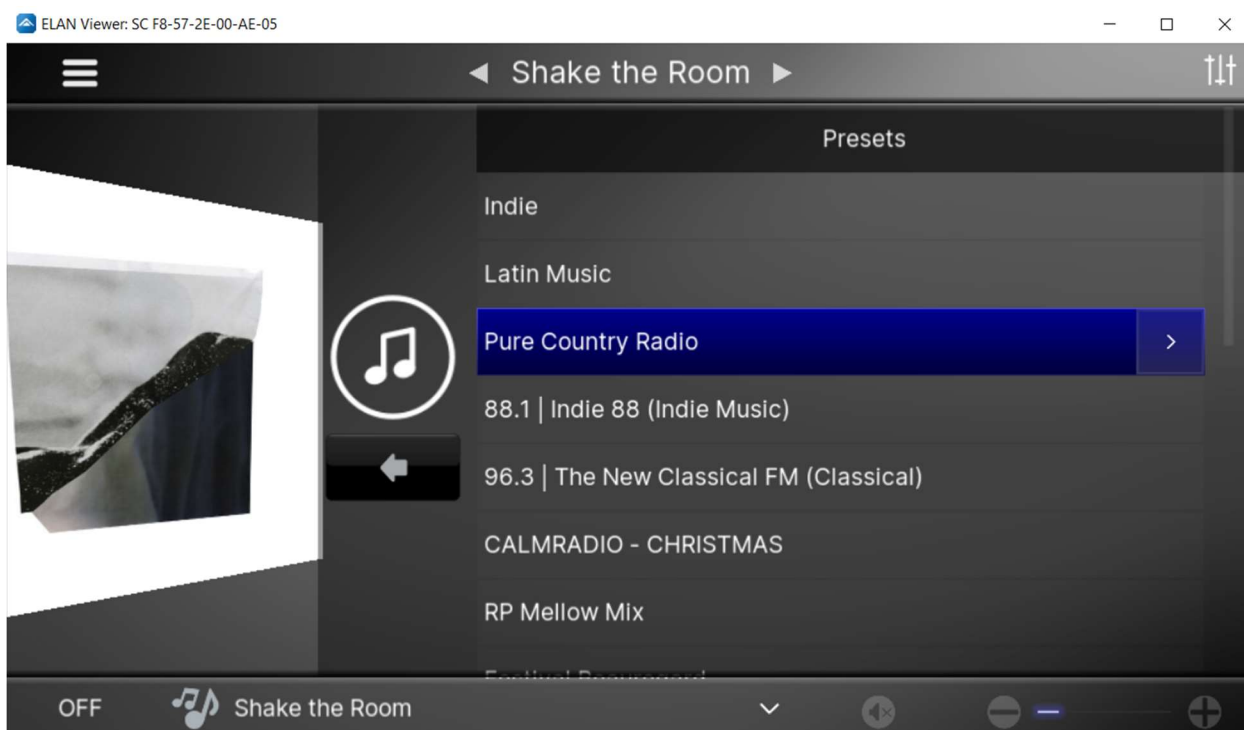 ELAN Viewer: SC F8-57-2E-00-AE-05
Shake the Room
Presets
Indie
Latin Music
Pure Country Radio
88.1 | Indie 88 (Indie Music)
96.3 | The New Classical FM (Classical)
CALMRADIO - CHRISTMAS
RP Mellow Mix
OFF
Shake the Room